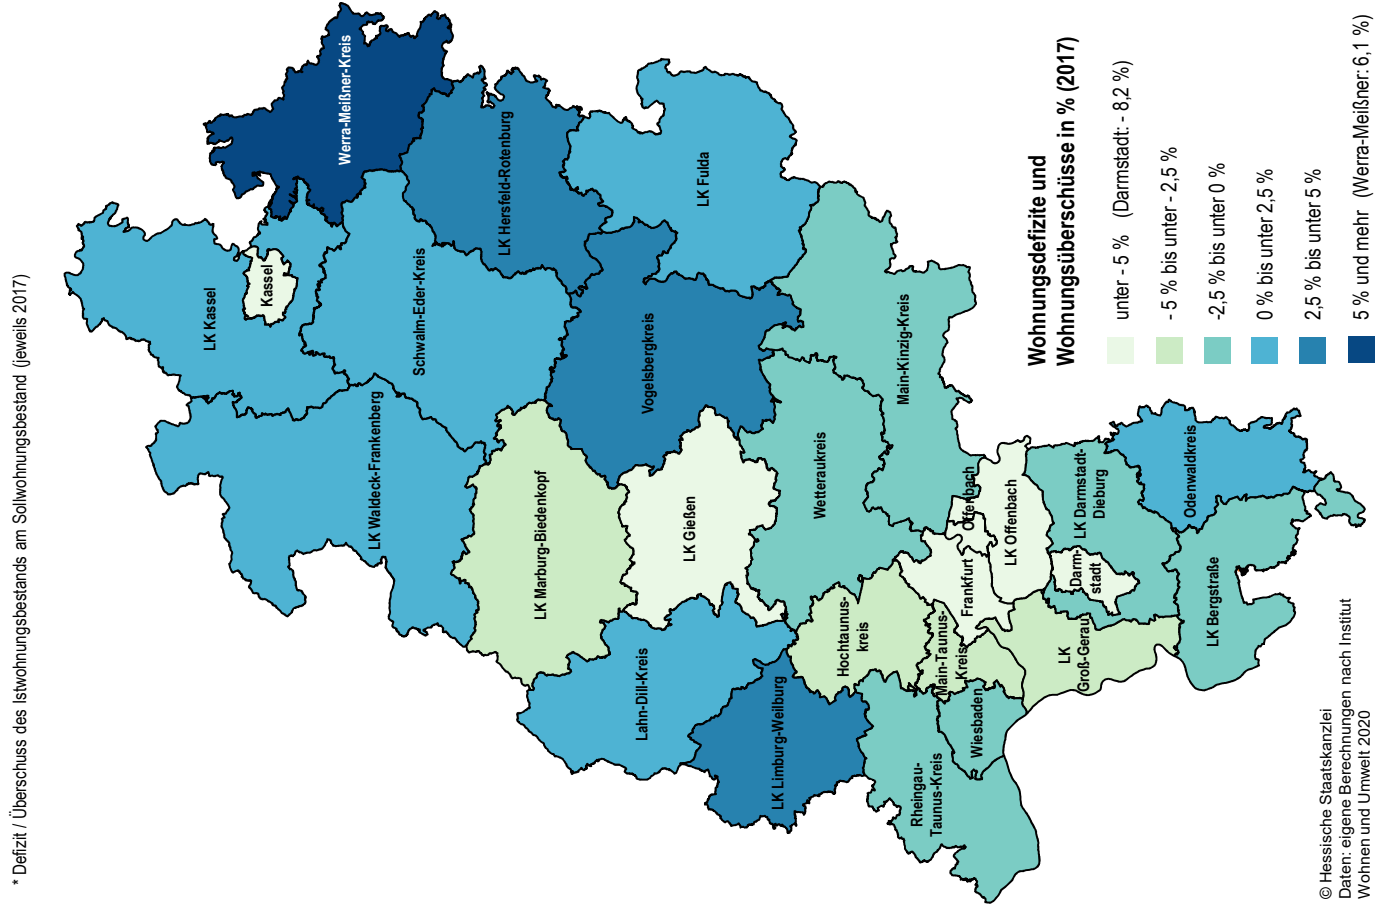 * Defizit / Überschuss des Istwohnungsbestands am Sollwohnungsbestand (jeweils 2017)
Werra-Meißner-Kreis
LK Kassel
Kassel
LK Waldeck-Frankenberg
Schwalm-Eder-Kreis
LK Hersfeld-Rotenburg
LK Marburg-Biedenkopf
Vogelsbergkreis
LK Fulda
Lahn-Dill-Kreis
LK Gießen
LK Limburg-Weilburg
Hochtaunus-
kreis
Wetteraukreis
Main-Kinzig-Kreis
Rheingau-
Taunus-Kreis
Wiesbaden
Main-Taunus-
Kreis
Frankfurt
Offenbach
LK Offenbach
LK
Groß-Gerau
Darm-
stadt
LK Darmstadt-
Dieburg
LK Bergstraße
Odenwaldkreis
Wohnungsdefizite und
Wohnungsüberschüsse in % (2017)
unter - 5 % (Darmstadt: - 8,2 %)
- 5 % bis unter - 2,5 %
-2,5 % bis unter 0 %
0 % bis unter 2,5 %
2,5 % bis unter 5 %
5 % und mehr (Werra-Meißner: 6,1 %)
© Hessische Staatskanzlei
Daten: eigene Berechnungen nach Institut
Wohnen und Umwelt 2020